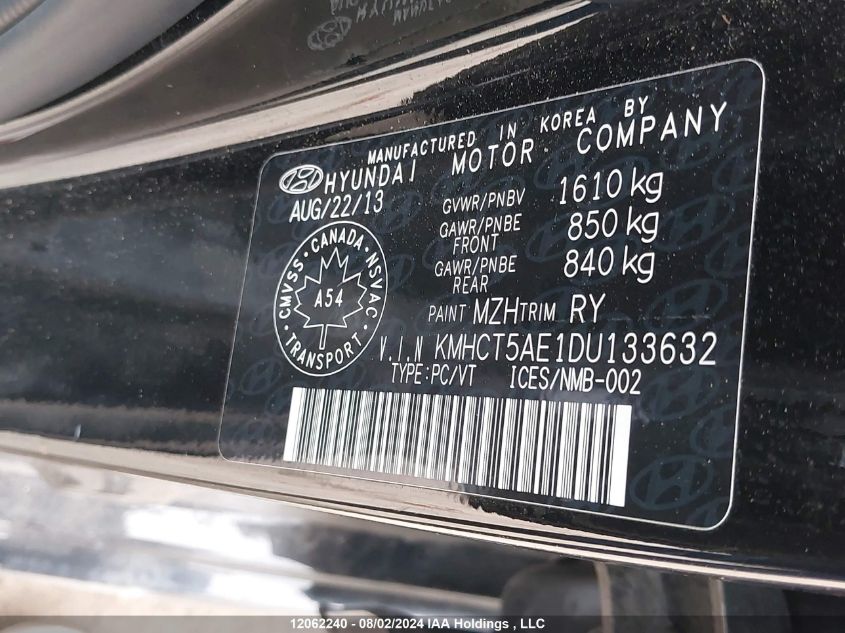 MANUFACTURED IN KOREA BY
HYUNDAI MOTOR COMPANY
AUG/22/13
GVWR/PNBV 1610 kg
GAWR/PNBE FRONT 850 kg
GAWR/PNBE REAR 840 kg
PAINT MZH TRIM RY
CMVSS · CANADA · NSVAC
A54
TRANSPORT
V.I.N KMHCT5AE1DU133632
TYPE:PC/VT ICES/NMB-002
12062240 - 08/02/2024 IAA Holdings , LLC